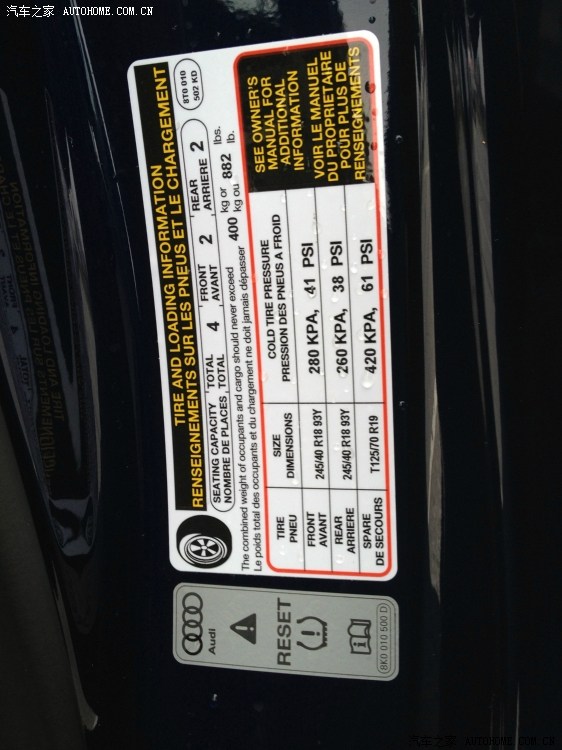 汽车之家 AUTOHOME.COM.CN
TIRE AND LOADING INFORMATION
RENSEIGNEMENTS SUR LES PNEUS ET LE CHARGEMENT
8T0 010
502 KD
SEATING CAPACITY TOTAL 4 FRONT 2 REAR 2
NOMBRE DE PLACES TOTAL AVANT ARRIERE
The combined weight of occupants and cargo should never exceed 400 kg or 882 lbs.
Le poids total des occupants et du chargement ne doit jamais dépasser kg ou lb.
TIRE SIZE COLD TIRE PRESSURE
PNEU DIMENSIONS PRESSION DES PNEUS A FROID
FRONT
AVANT 245/40 R18 93Y 280 KPA, 41 PSI
REAR
ARRIERE 245/40 R18 93Y 260 KPA, 38 PSI
SPARE
DE SECOURS T125/70 R19 420 KPA, 61 PSI
SEE OWNER'S
MANUAL FOR
ADDITIONAL
INFORMATION
VOIR LE MANUEL
DU PROPRIETAIRE
POUR PLUS DE
RENSEIGNEMENTS
Audi
RESET
8K0 010 500 D
汽车之家 AUTOHOME.COM.CN